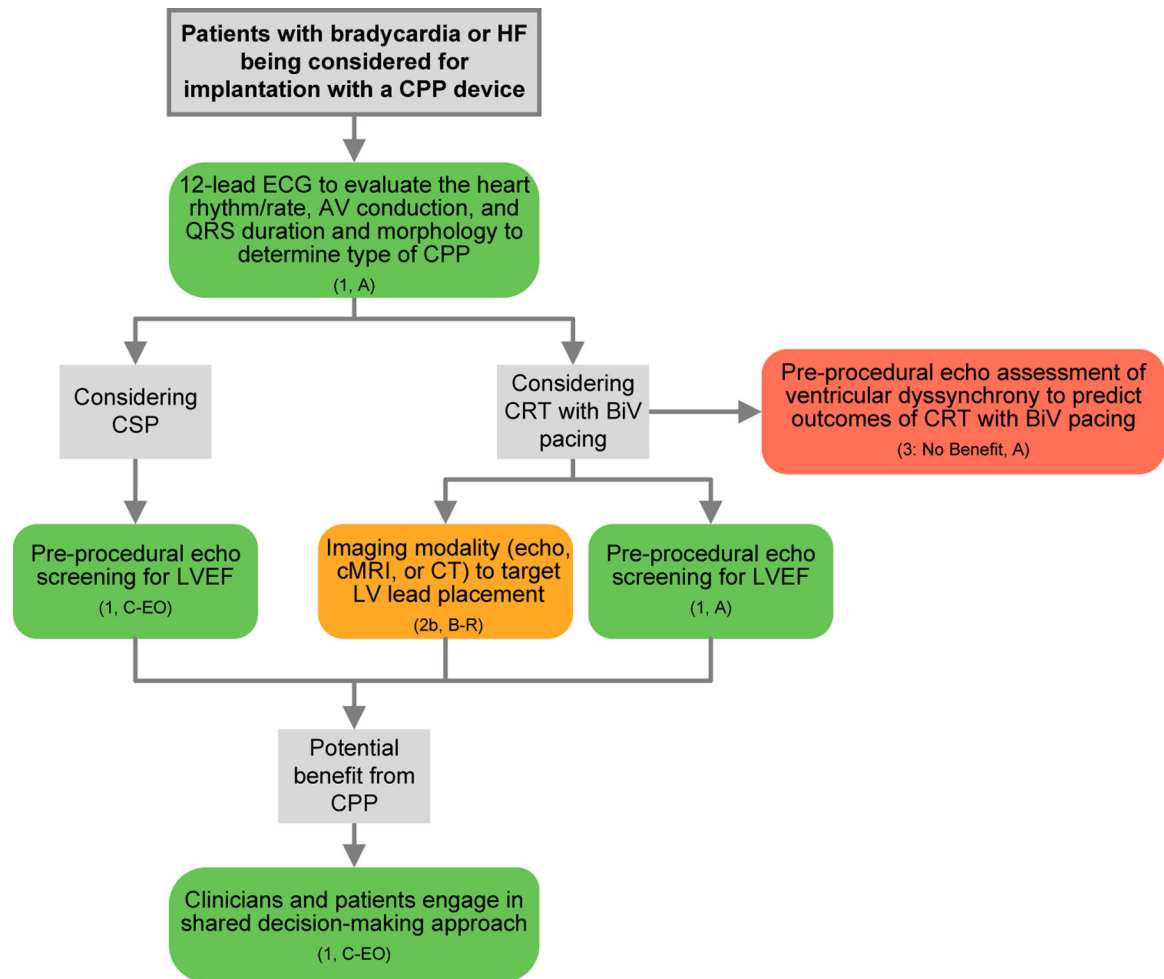 Patients with bradycardia or HF
being considered for
implantation with a CPP device
12-lead ECG to evaluate the heart
rhythm/rate, AV conduction, and
QRS duration and morphology to
determine type of CPP
(1, A)
Considering
CSP
Considering
CRT with BiV
pacing
Pre-procedural echo assessment of
ventricular dyssynchrony to predict
outcomes of CRT with BiV pacing
(3: No Benefit, A)
Pre-procedural echo
screening for LVEF
(1, C-EO)
Imaging modality (echo,
cMRI, or CT) to target
LV lead placement
(2b, B-R)
Pre-procedural echo
screening for LVEF
(1, A)
Potential
benefit from
CPP
Clinicians and patients engage in
shared decision-making approach
(1, C-EO)